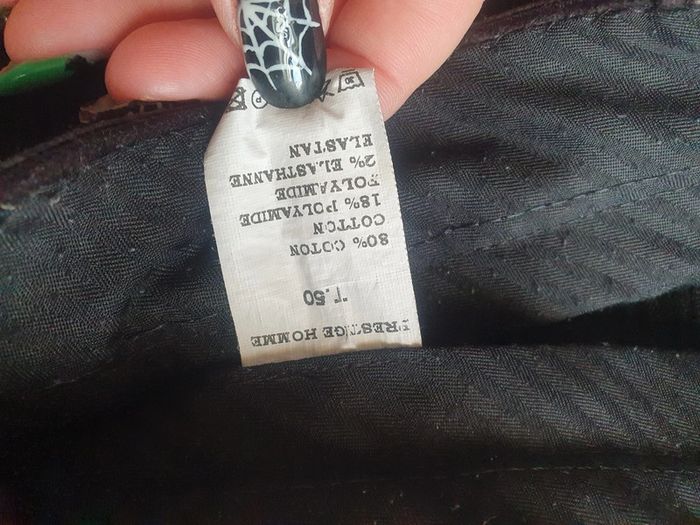 PRESTIGE HOMME
T.50
80% COTON
COTTON
18% POLYAMIDE
POLYAMIDE
2% ELASTHANNE
ELASTAN